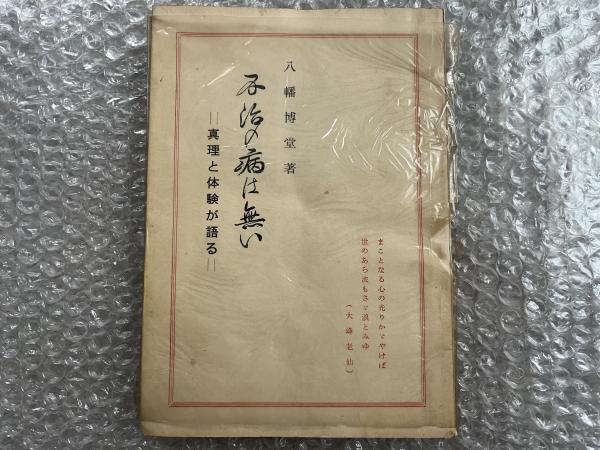 八幡博堂著
不治の病は無い
＝真理と体験が語る＝
まことなる心の光りかゞやけば
世のあら波もさゞ浪とみゆ
（大峰老仙）